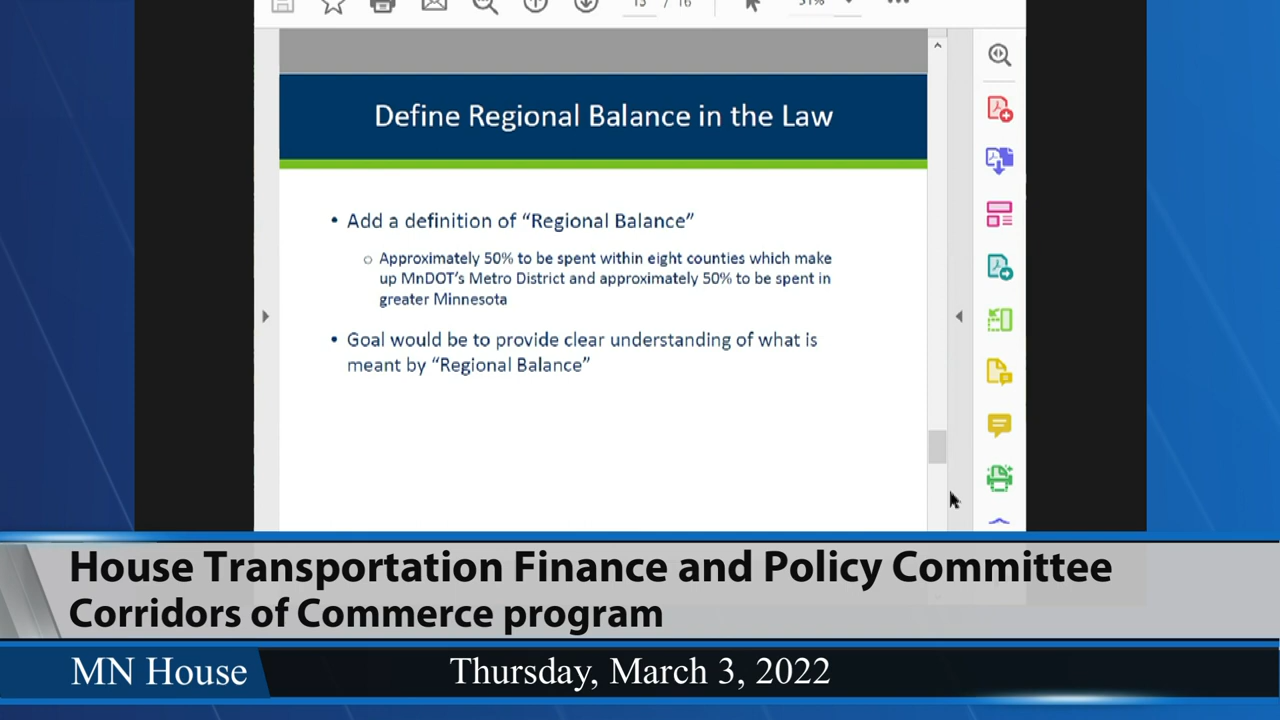 Define Regional Balance in the Law
• Add a definition of “Regional Balance”
○ Approximately 50% to be spent within eight counties which make
up MnDOT’s Metro District and approximately 50% to be spent in
greater Minnesota
• Goal would be to provide clear understanding of what is
meant by “Regional Balance”
House Transportation Finance and Policy Committee
Corridors of Commerce program
MN House
Thursday, March 3, 2022